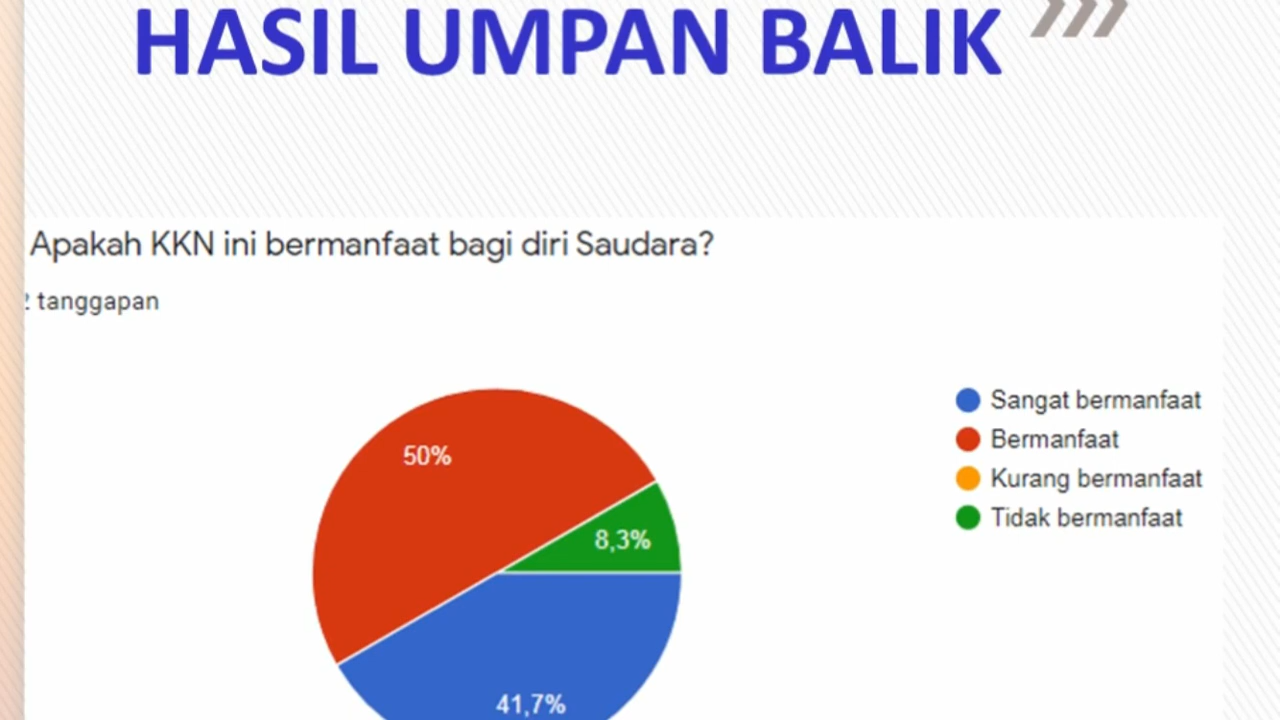 HASIL UMPAN BALIK
Apakah KKN ini bermanfaat bagi diri Saudara?
tanggapan
Sangat bermanfaat
Bermanfaat
Kurang bermanfaat
Tidak bermanfaat
50%
8,3%
41,7%